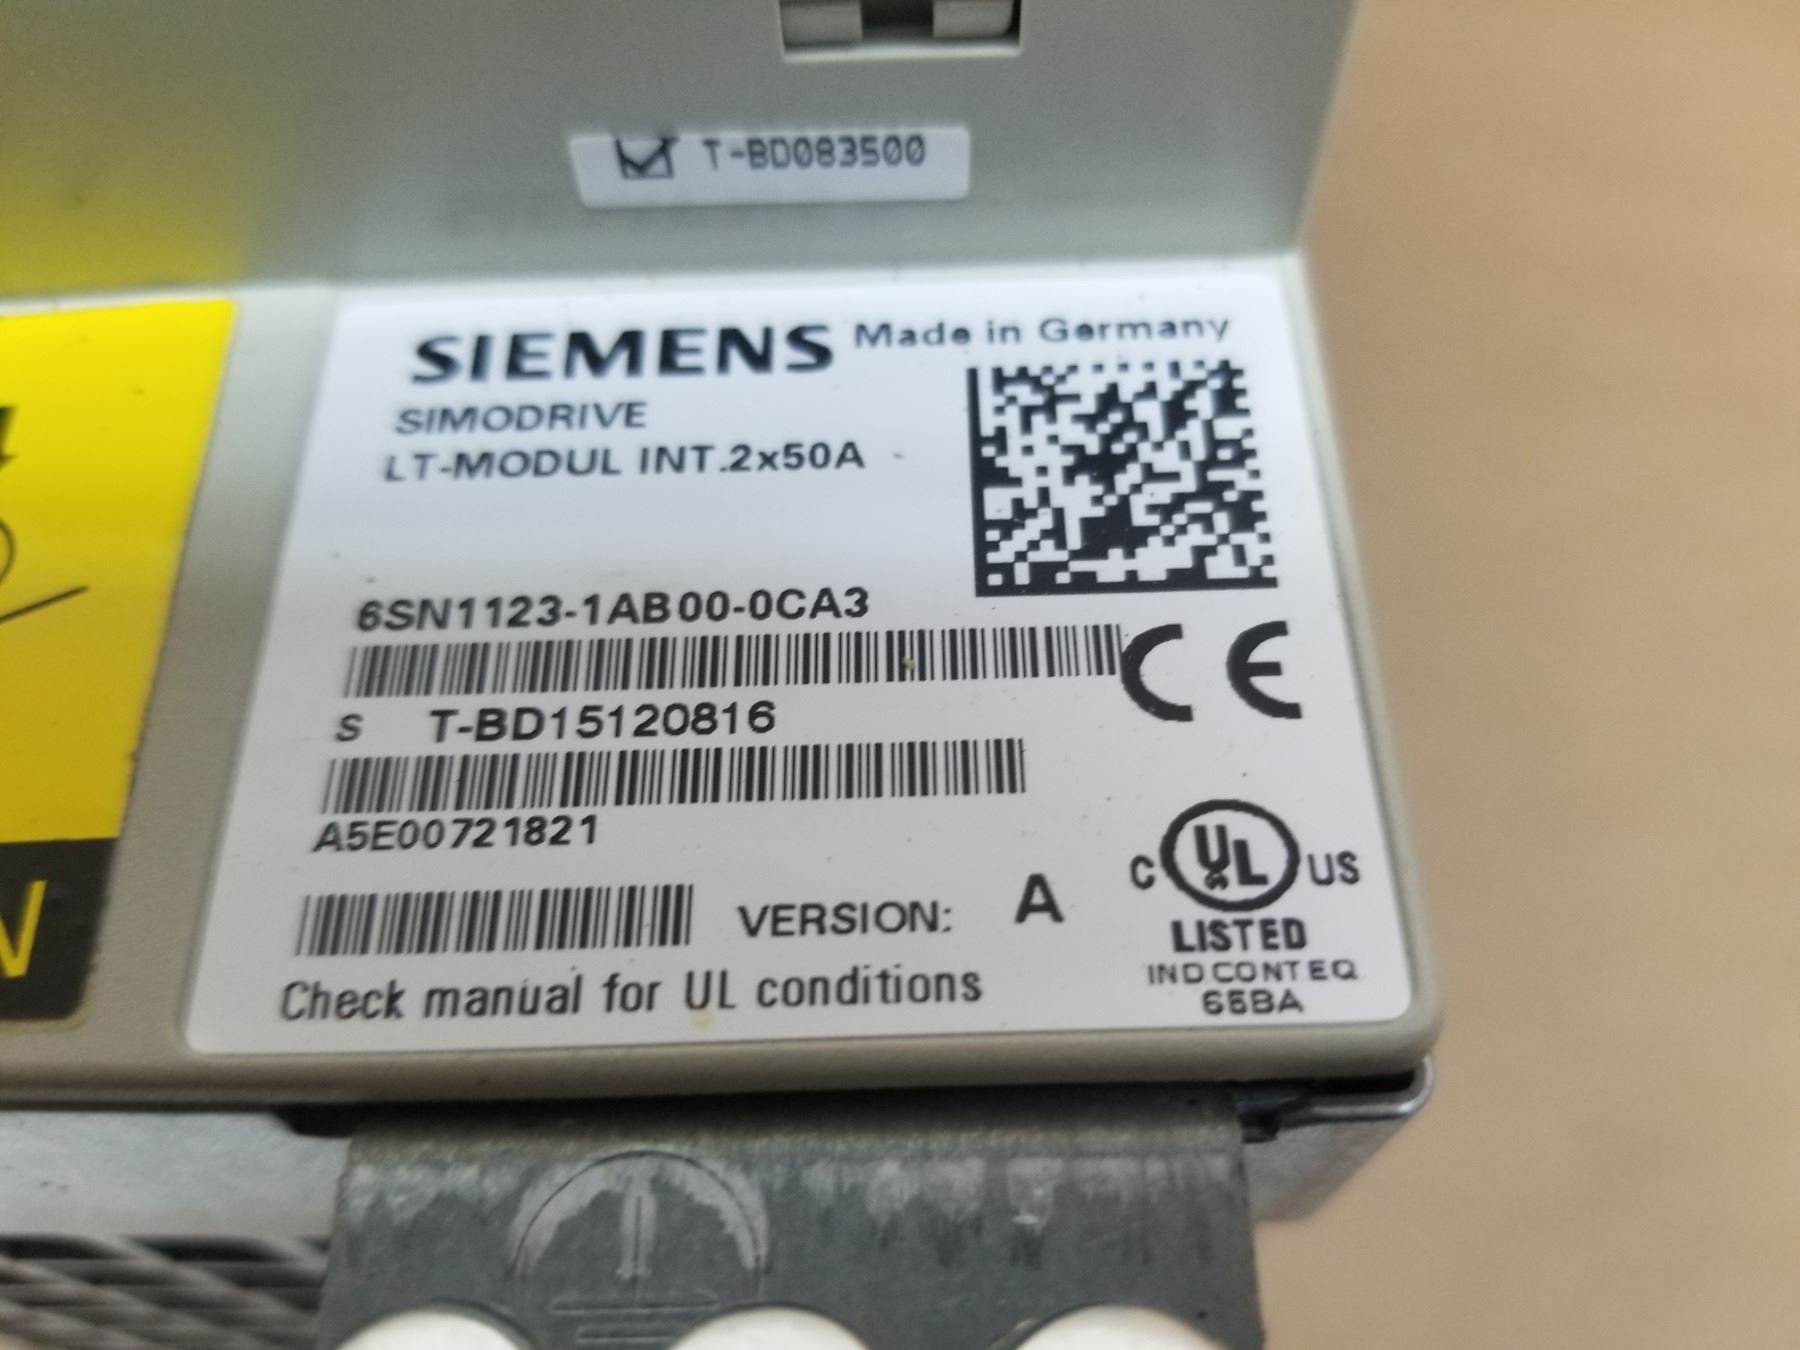 T-BD083500
SIEMENS Made in Germany
SIMODRIVE
LT-MODUL INT.2x50A
6SN1123-1AB00-0CA3
CE
S T-BD15120816
A5E00721821
C UL US
LISTED
IND CONT EQ
65BA
VERSION: A
Check manual for UL conditions
N